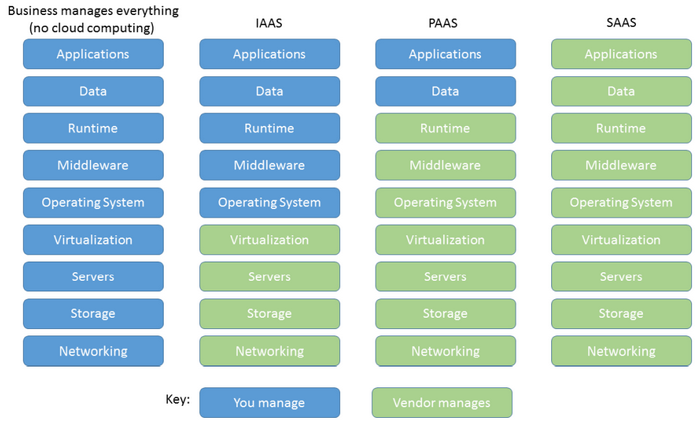 Business manages everything
(no cloud computing)
IAAS
PAAS
SAAS
Applications
Applications
Applications
Applications
Data
Data
Data
Data
Runtime
Runtime
Runtime
Runtime
Middleware
Middleware
Middleware
Middleware
Operating System
Operating System
Operating System
Operating System
Virtualization
Virtualization
Virtualization
Virtualization
Servers
Servers
Servers
Servers
Storage
Storage
Storage
Storage
Networking
Networking
Networking
Networking
Key:
You manage
Vendor manages